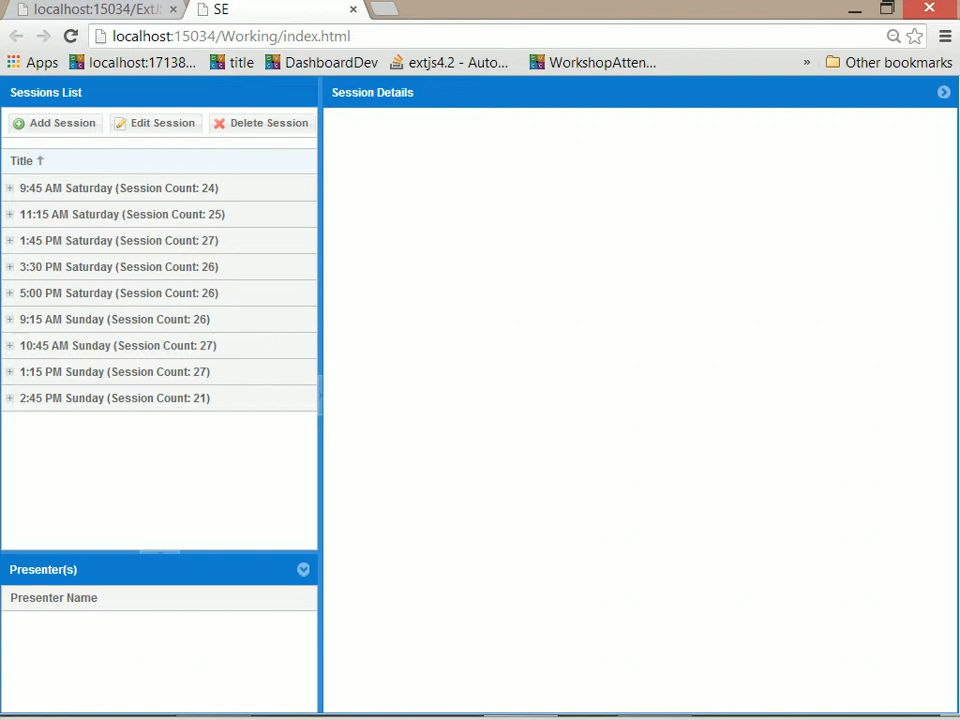 localhost:15034/ExtJS
SE
localhost:15034/Working/index.html
Apps localhost:17138... title DashboardDev extjs4.2 - Auto... WorkshopAtten... » Other bookmarks
Sessions List
Session Details
Add Session Edit Session Delete Session
Title
9:45 AM Saturday (Session Count: 24)
11:15 AM Saturday (Session Count: 25)
1:45 PM Saturday (Session Count: 27)
3:30 PM Saturday (Session Count: 26)
5:00 PM Saturday (Session Count: 26)
9:15 AM Sunday (Session Count: 26)
10:45 AM Sunday (Session Count: 27)
1:15 PM Sunday (Session Count: 27)
2:45 PM Sunday (Session Count: 21)
Presenter(s)
Presenter Name